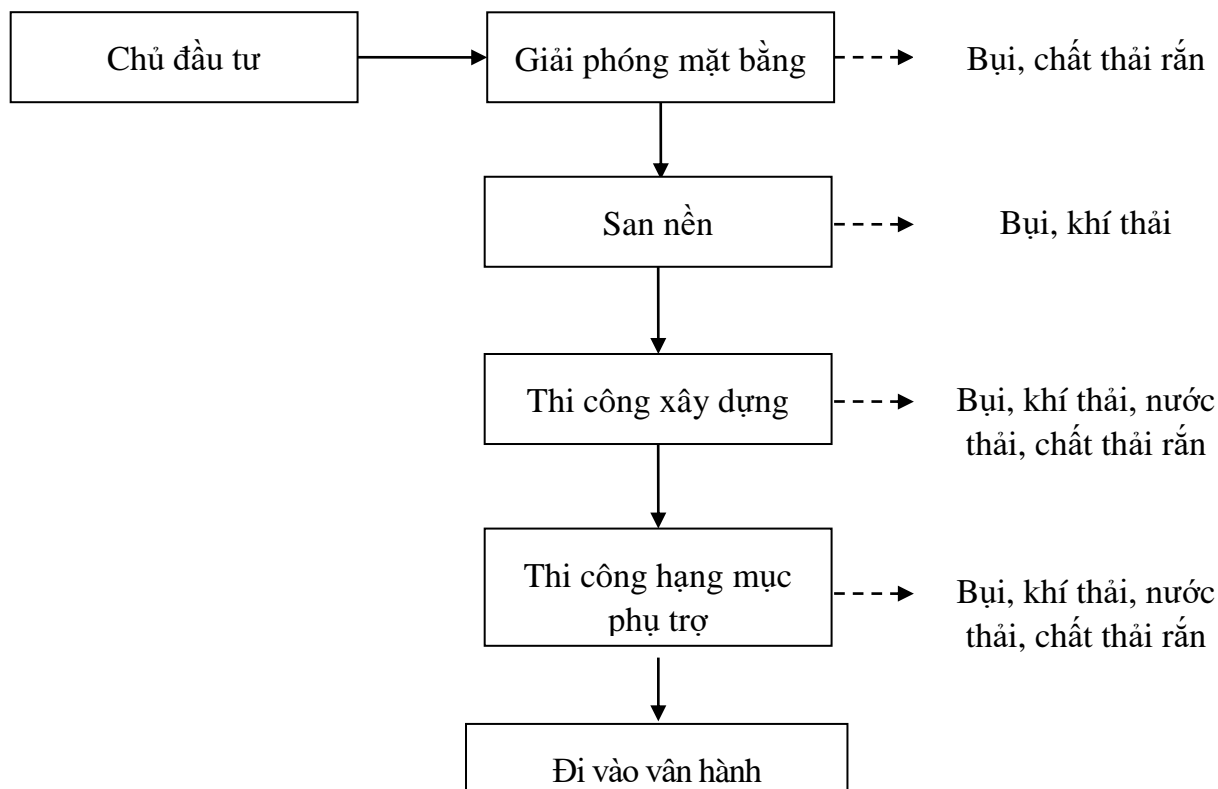 Chủ đầu tư
Giải phóng mặt bằng
Bụi, chất thải rắn
San nền
Bụi, khí thải
Thi công xây dựng
Bụi, khí thải, nước
thải, chất thải rắn
Thi công hạng mục
phụ trợ
Bụi, khí thải, nước
thải, chất thải rắn
Đi vào vân hành